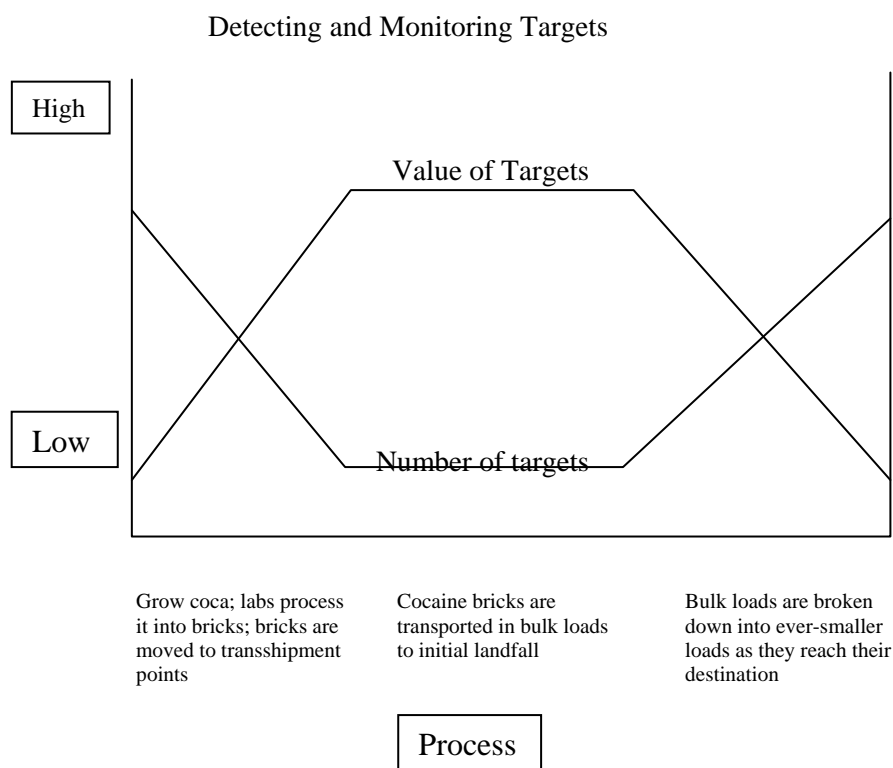 Detecting and Monitoring Targets
High
Value of Targets
Low
Number of targets
Grow coca; labs process
it into bricks; bricks are
moved to transshipment
points
Cocaine bricks are
transported in bulk loads
to initial landfall
Bulk loads are broken
down into ever-smaller
loads as they reach their
destination
Process